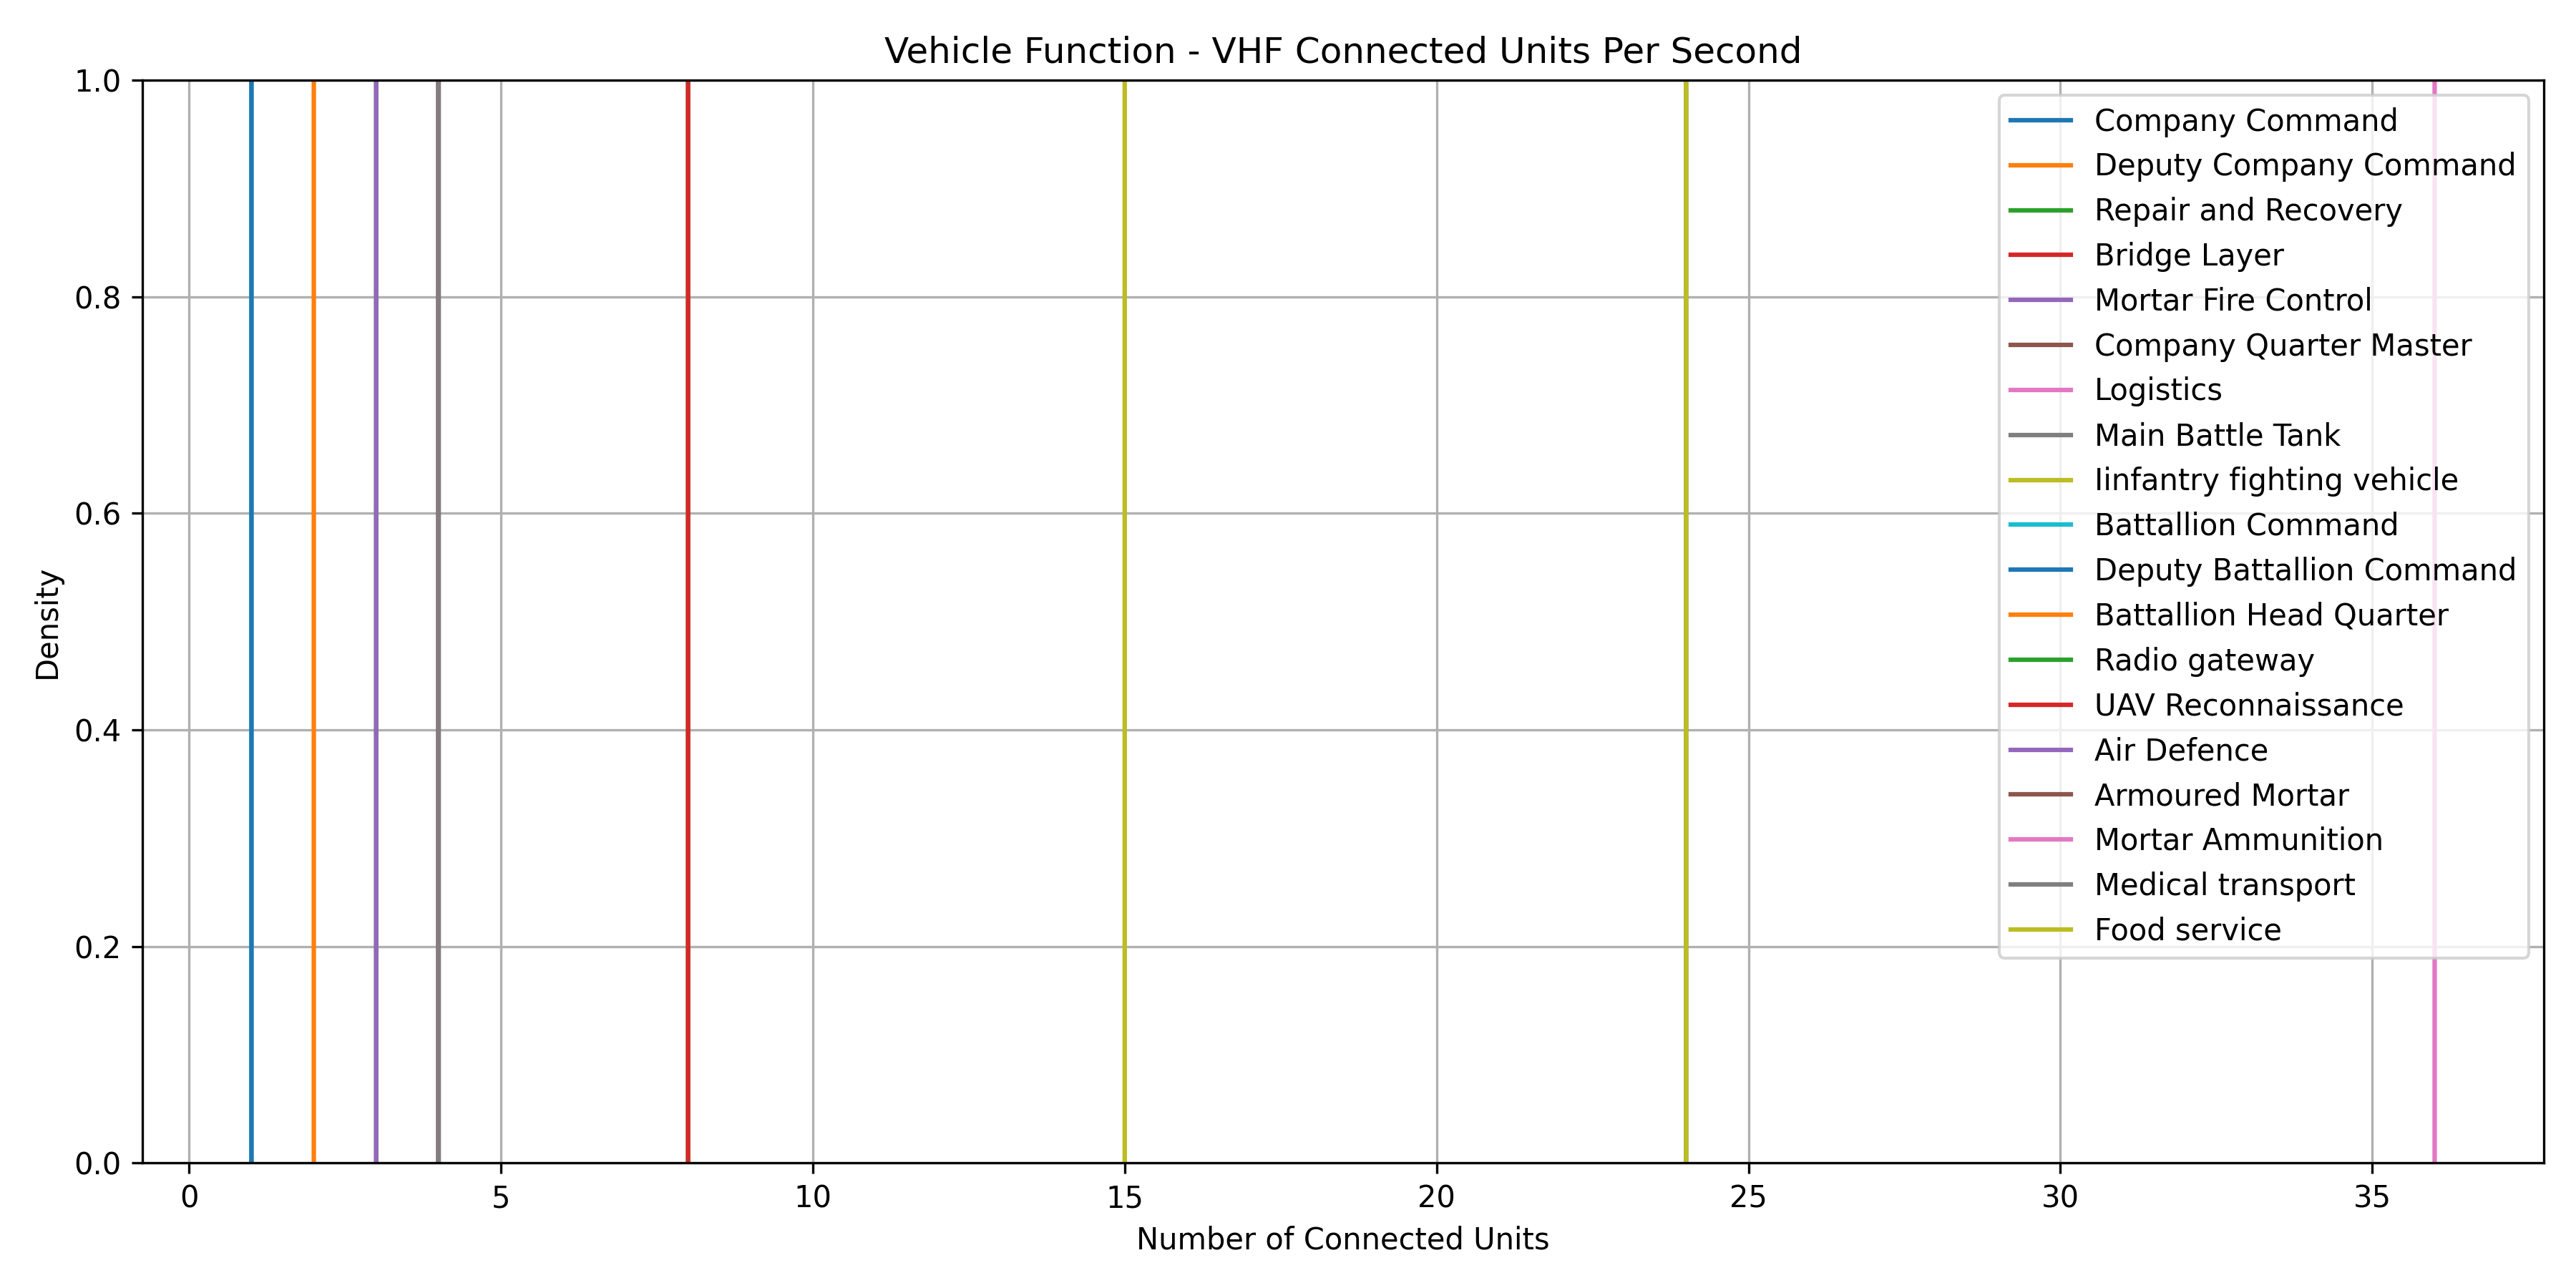 Vehicle Function - VHF Connected Units Per Second
1.0
0.8
0.6
0.4
0.2
0.0
Density
0
5
10
15
20
25
30
35
Number of Connected Units
Company Command
Deputy Company Command
Repair and Recovery
Bridge Layer
Mortar Fire Control
Company Quarter Master
Logistics
Main Battle Tank
Iinfantry fighting vehicle
Battallion Command
Deputy Battallion Command
Battallion Head Quarter
Radio gateway
UAV Reconnaissance
Air Defence
Armoured Mortar
Mortar Ammunition
Medical transport
Food service